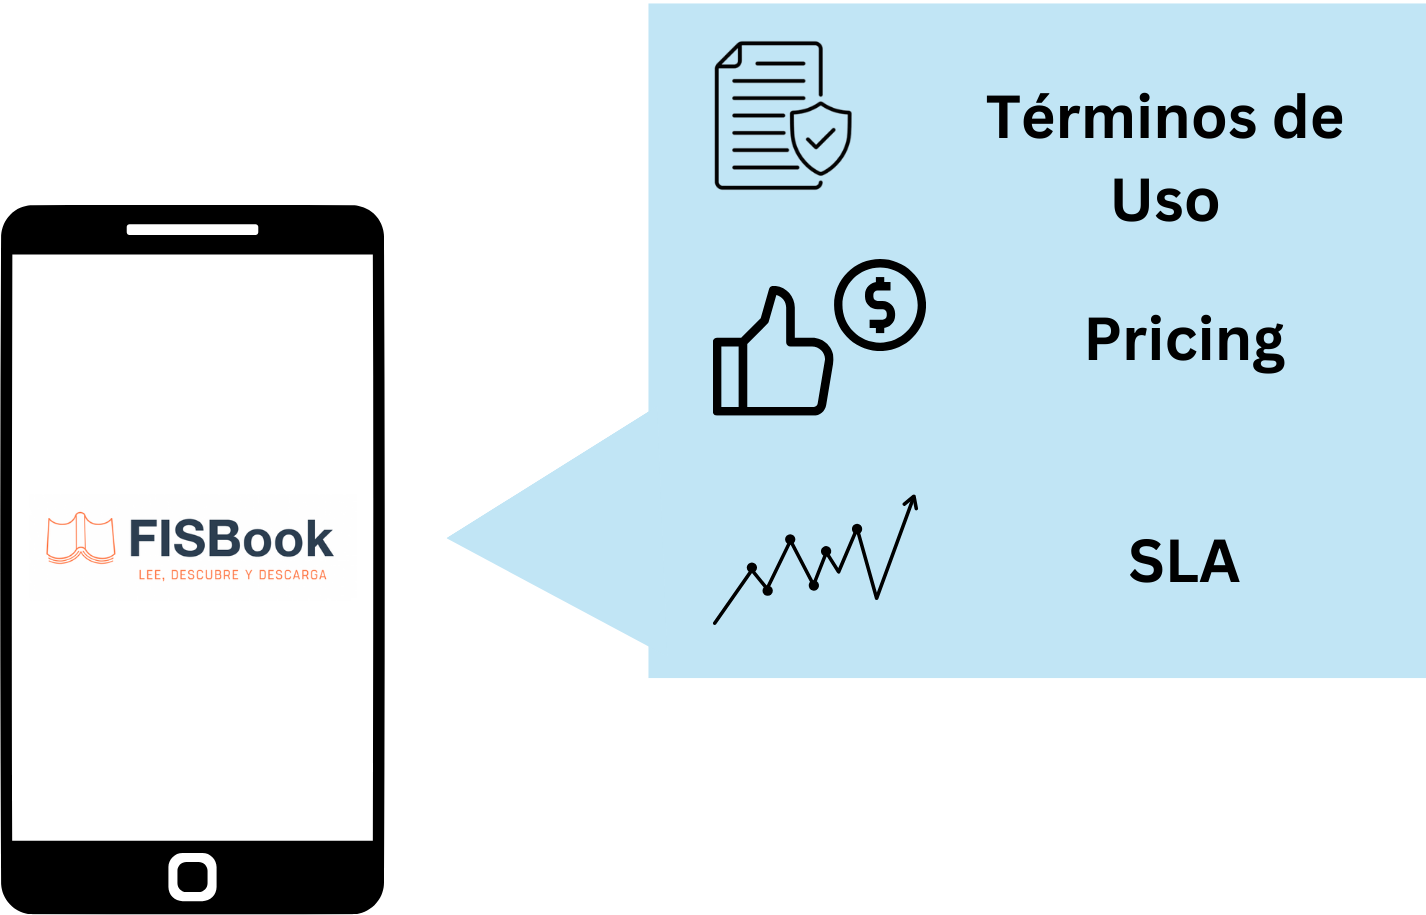 Términos de
Uso
$
Pricing
FISBook
LEE, DESCUBRE Y DESCARGA
SLA